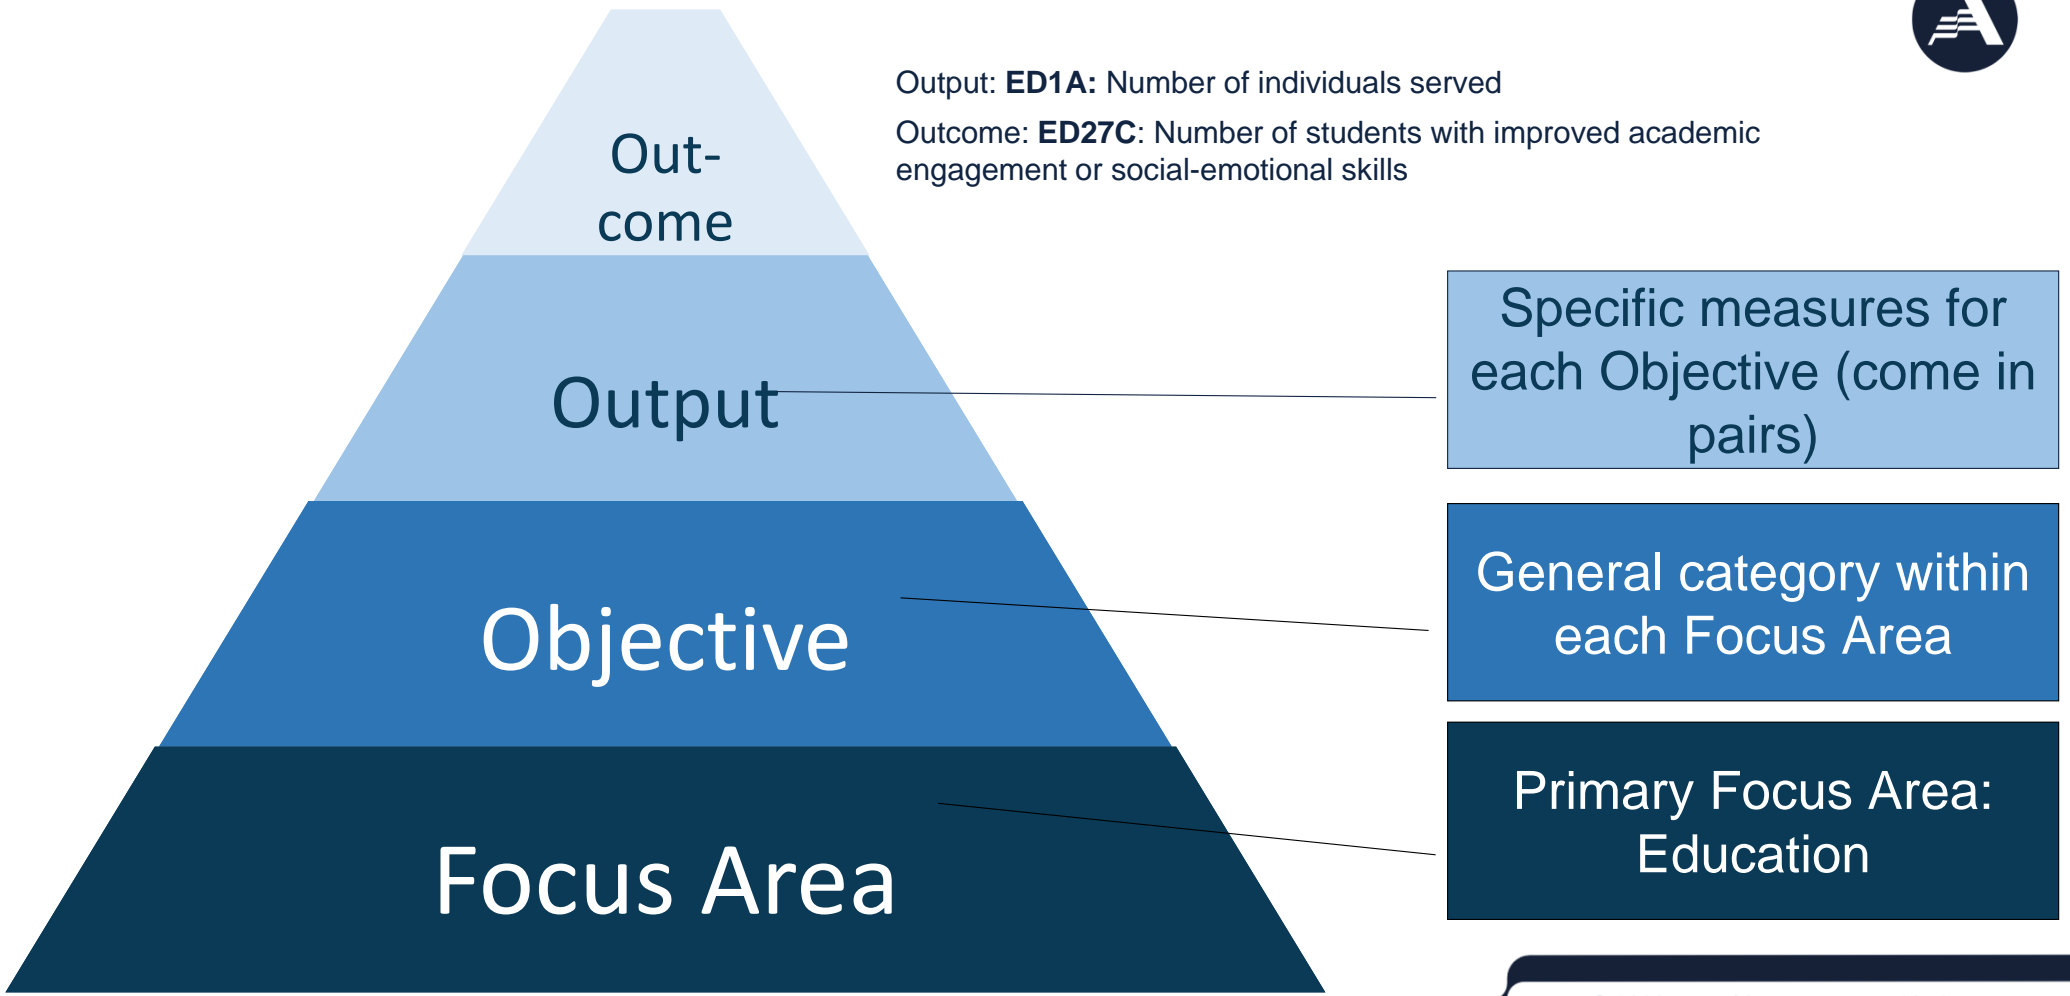 Output: ED1A: Number of individuals served
Outcome: ED27C: Number of students with improved academic
engagement or social-emotional skills
Out-
come
Output
Objective
Focus Area
Specific measures for
each Objective (come in
pairs)
General category within
each Focus Area
Primary Focus Area:
Education